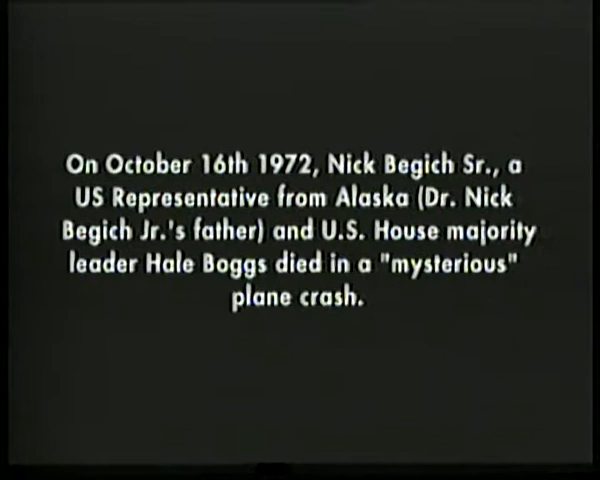 On October 16th 1972, Nick Begich Sr., a
US Representative from Alaska (Dr. Nick
Begich Jr.'s father) and U.S. House majority
leader Hale Boggs died in a "mysterious"
plane crash.